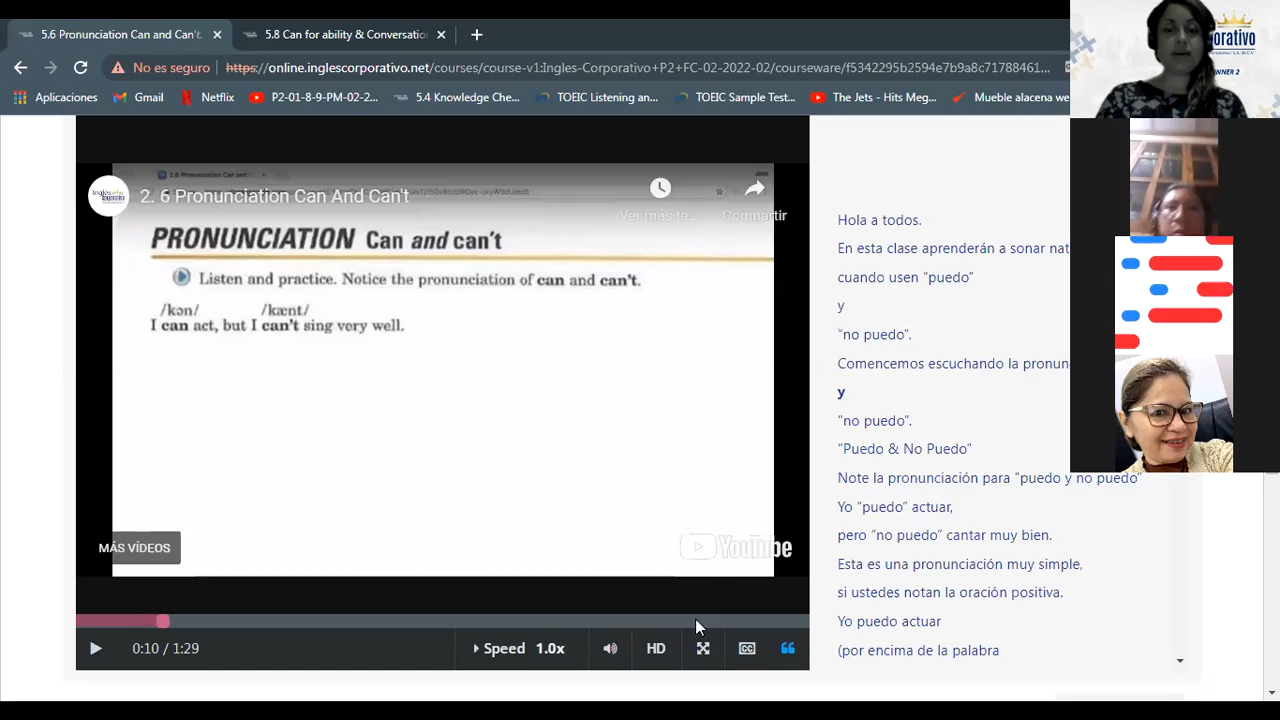 5.6 Pronunciation Can and Can't.
5.8 Can for ability & Conversatio
No es seguro
https://online.inglescorporativo.net/courses/cours...-Ingles-Corporativo+P2+FC-02-2022-02/courseware/f5342295b2594e7b9a8c71788461...
Aplicaciones
Gmail
Netflix
P2-01-8-9-PM-02-2...
5.4 Knowledge Che...
TOEIC Listening an...
TOEIC Sample Test...
The Jets - Hits Meg...
Mueble alacena we
orativo
NNER 2
2. 6 Pronunciation Can And Can't
Ver más ta...
Compartir
PRONUNCIATION Can and can't
Listen and practice. Notice the pronunciation of can and can't.
/kən/ /kænt/
I can act, but I can't sing very well.
MÁS VÍDEOS
YouTube
0:10 / 1:29
Speed 1.0x
HD
CC
Hola a todos.
En esta clase aprenderán a sonar nat
cuando usen “puedo”
y
“no puedo”.
Comencemos escuchando la pronun
y
“no puedo”.
"Puedo & No Puedo"
Note la pronunciación para “puedo y no puedo”
Yo “puedo” actuar,
pero “no puedo” cantar muy bien.
Esta es una pronunciación muy simple,
si ustedes notan la oración positiva.
Yo puedo actuar
(por encima de la palabra